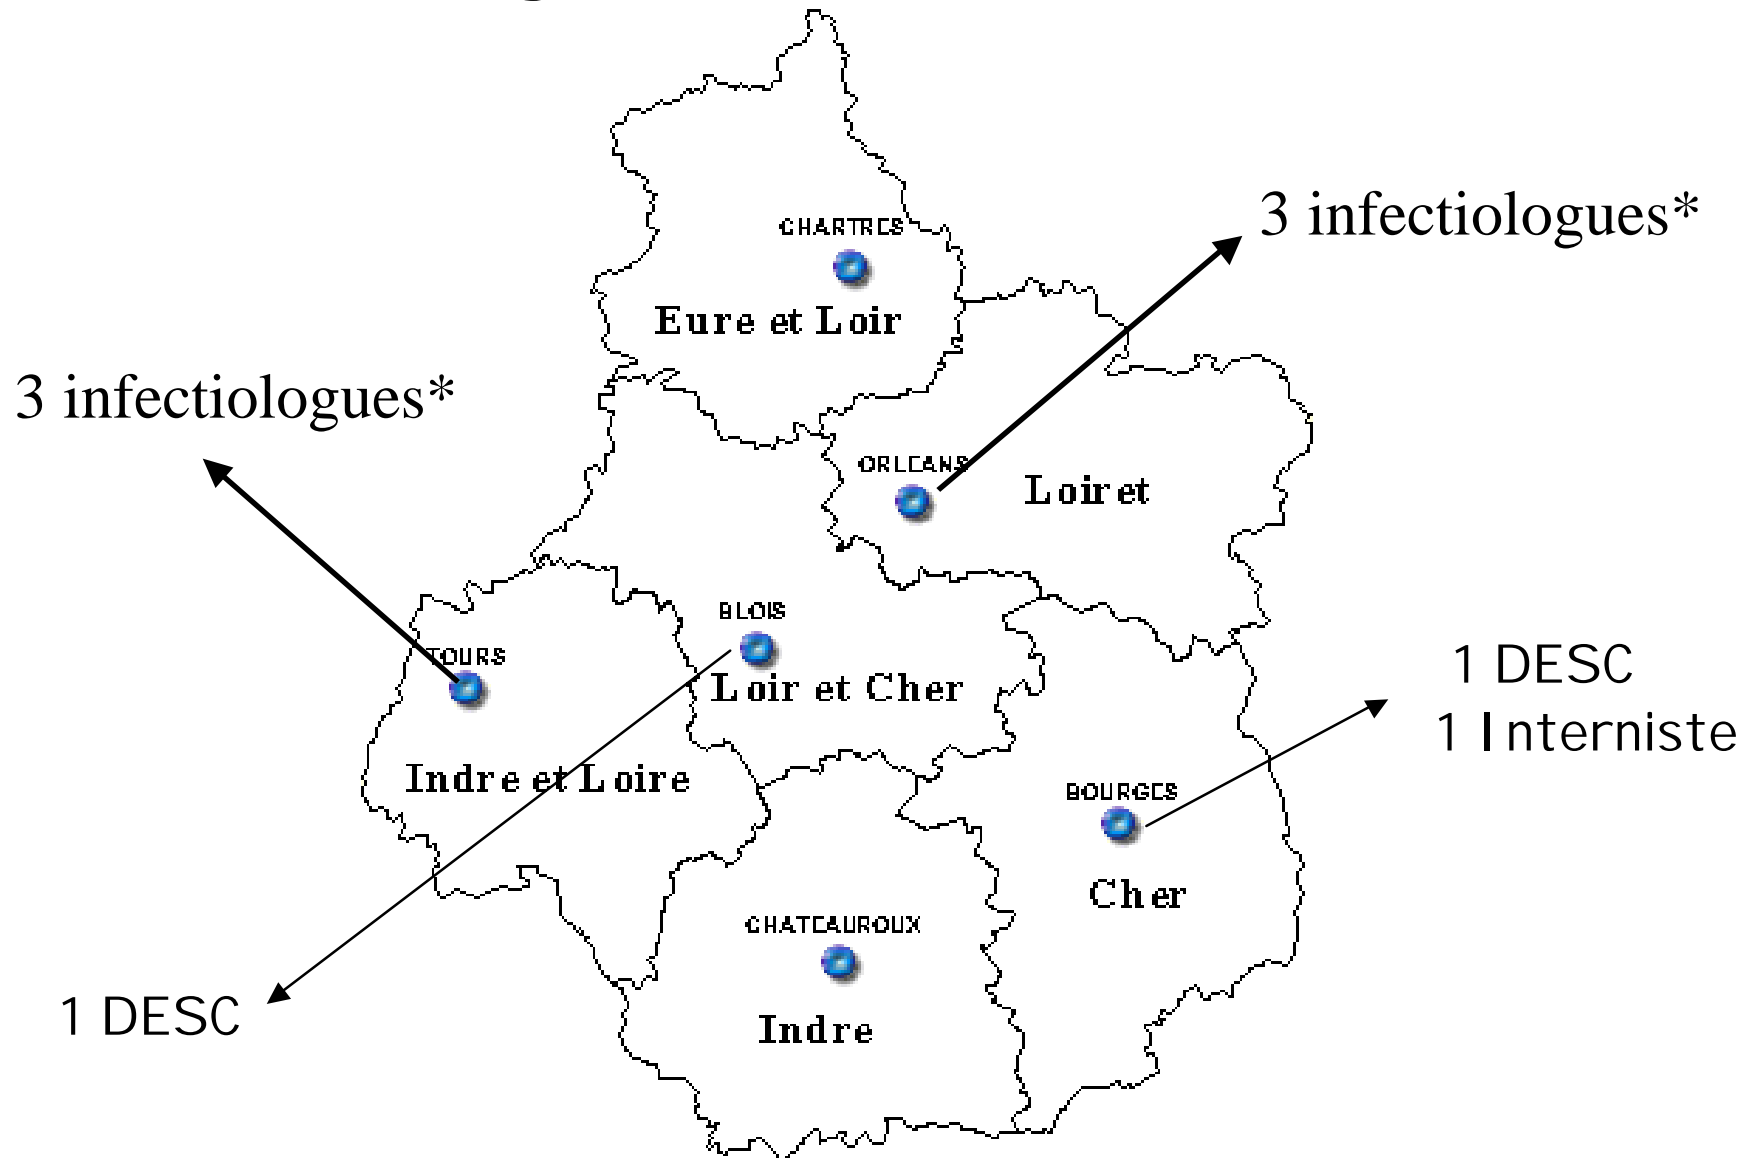 CHARTRES
3 infectiologues*
Eure et Loir
3 infectiologues*
ORLEANS
Loiret
BLOIS
TOURS
Loir et Cher
1 DESC
1 Interniste
Indre et Loire
BOURGES
Cher
CHATEAUROUX
1 DESC
Indre